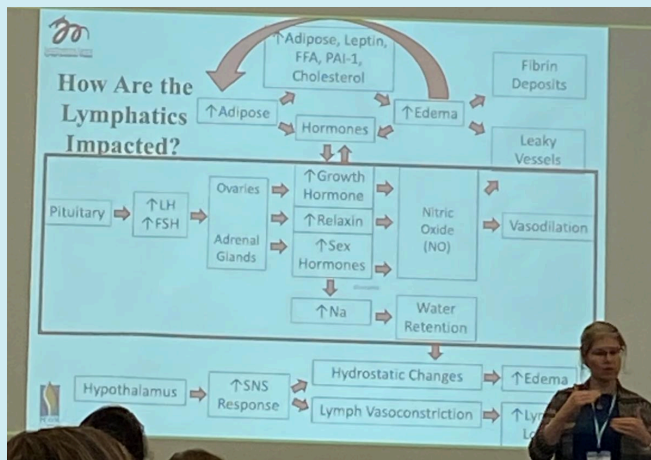 How Are the
Lymphatics
Impacted?
↑Adipose, Leptin,
FFA, PAI-1,
Cholesterol
↑Adipose
Hormones
↑Edema
Fibrin
Deposits
Leaky
Vessels
Pituitary
↑LH
↑FSH
Ovaries
Adrenal
Glands
↑Growth
Hormone
↑Relaxin
↑Sex
Hormones
Nitric
Oxide
(NO)
Vasodilation
↑Na
Water
Retention
Hypothalamus
↑SNS
Response
Hydrostatic Changes
↑Edema
Lymph Vasoconstriction